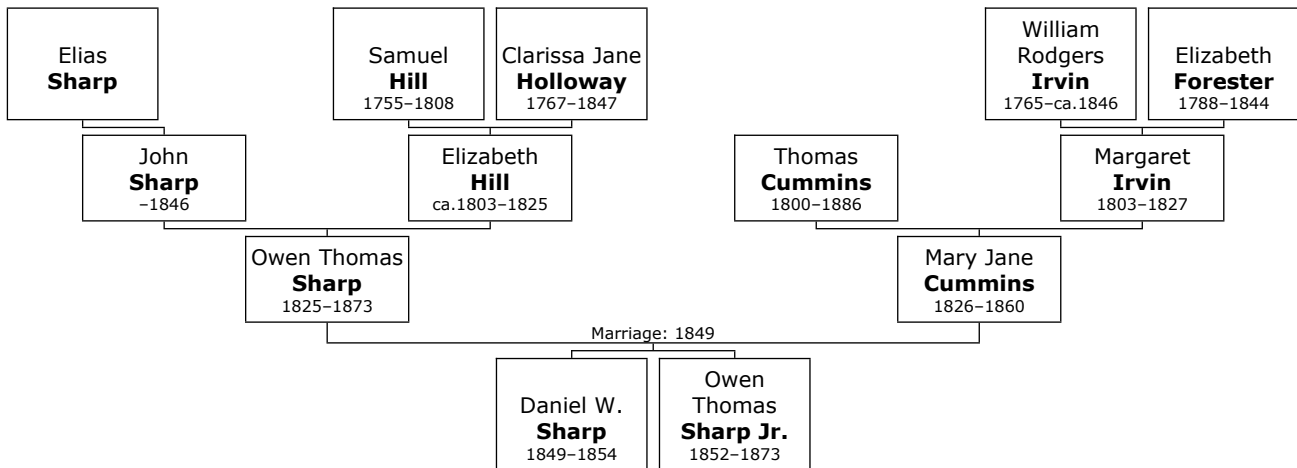 Elias
Sharp
Samuel
Hill
1755–1808
Clarissa Jane
Holloway
1767–1847
William
Rodgers
Irvin
1765–ca.1846
Elizabeth
Forester
1788–1844
John
Sharp
–1846
Elizabeth
Hill
ca.1803–1825
Thomas
Cummins
1800–1886
Margaret
Irvin
1803–1827
Owen Thomas
Sharp
1825–1873
Mary Jane
Cummins
1826–1860
Marriage: 1849
Daniel W.
Sharp
1849–1854
Owen
Thomas
Sharp Jr.
1852–1873